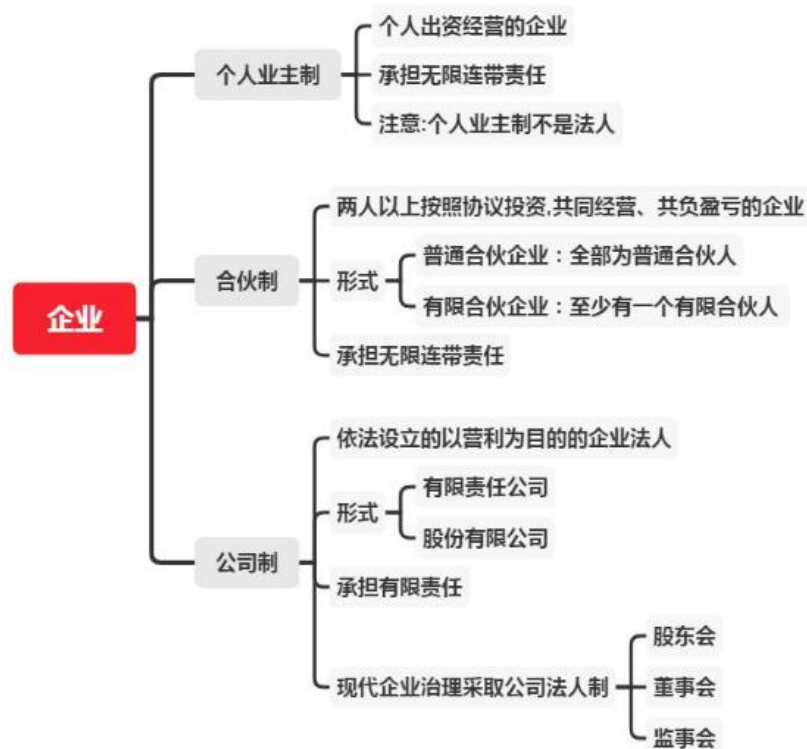 企业
个人业主制
个人出资经营的企业
承担无限连带责任
注意:个人业主制不是法人
合伙制
两人以上按照协议投资,共同经营、共负盈亏的企业
形式
普通合伙企业：全部为普通合伙人
有限合伙企业：至少有一个有限合伙人
承担无限连带责任
公司制
依法设立的以营利为目的的企业法人
形式
有限责任公司
股份有限公司
承担有限责任
现代企业治理采取公司法人制
股东会
董事会
监事会